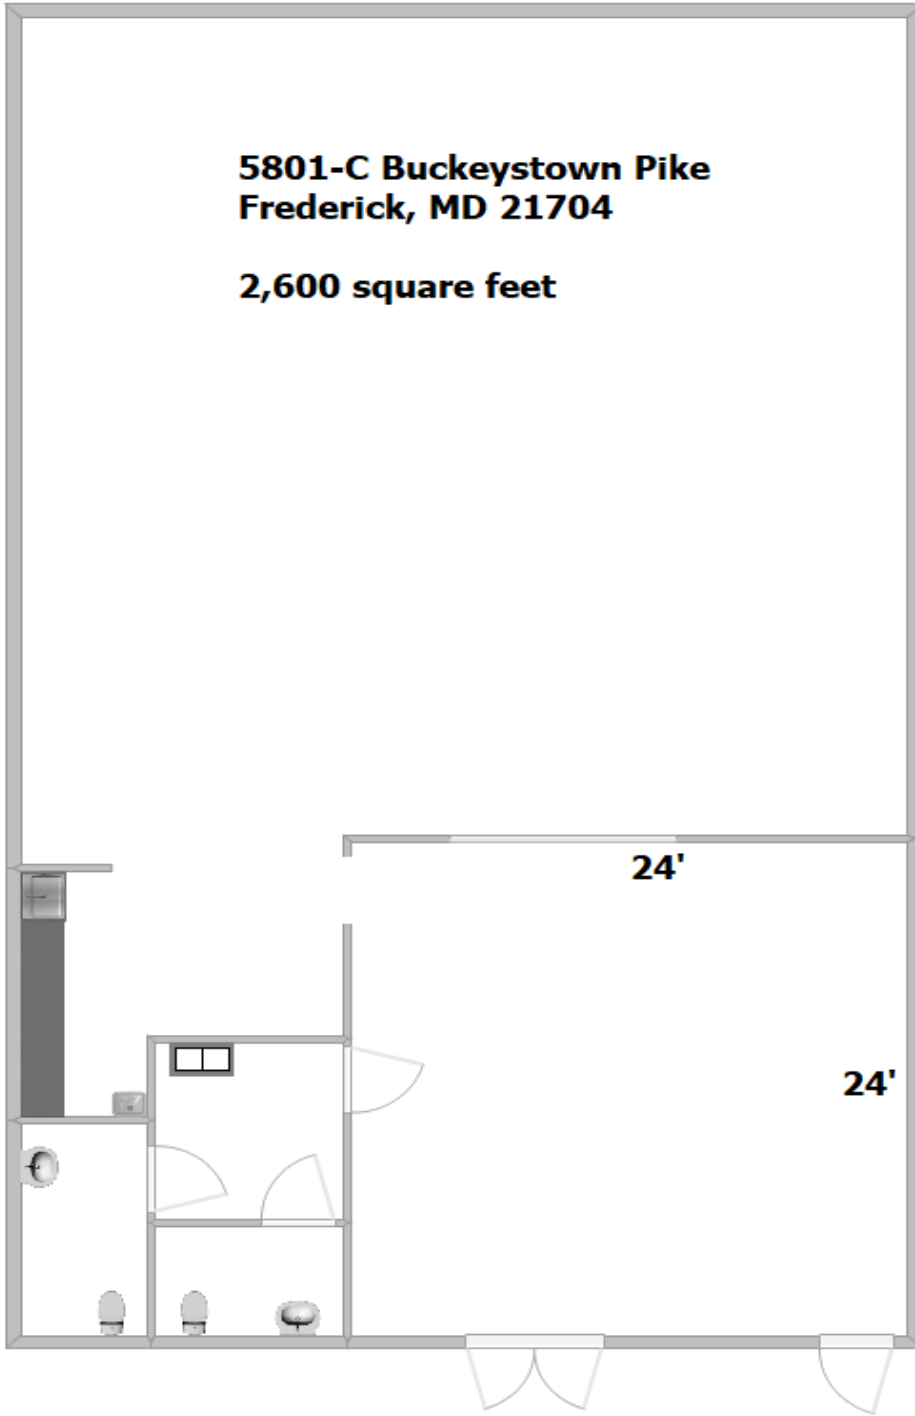 5801-C Buckeystown Pike
Frederick, MD 21704
2,600 square feet
24'
24'